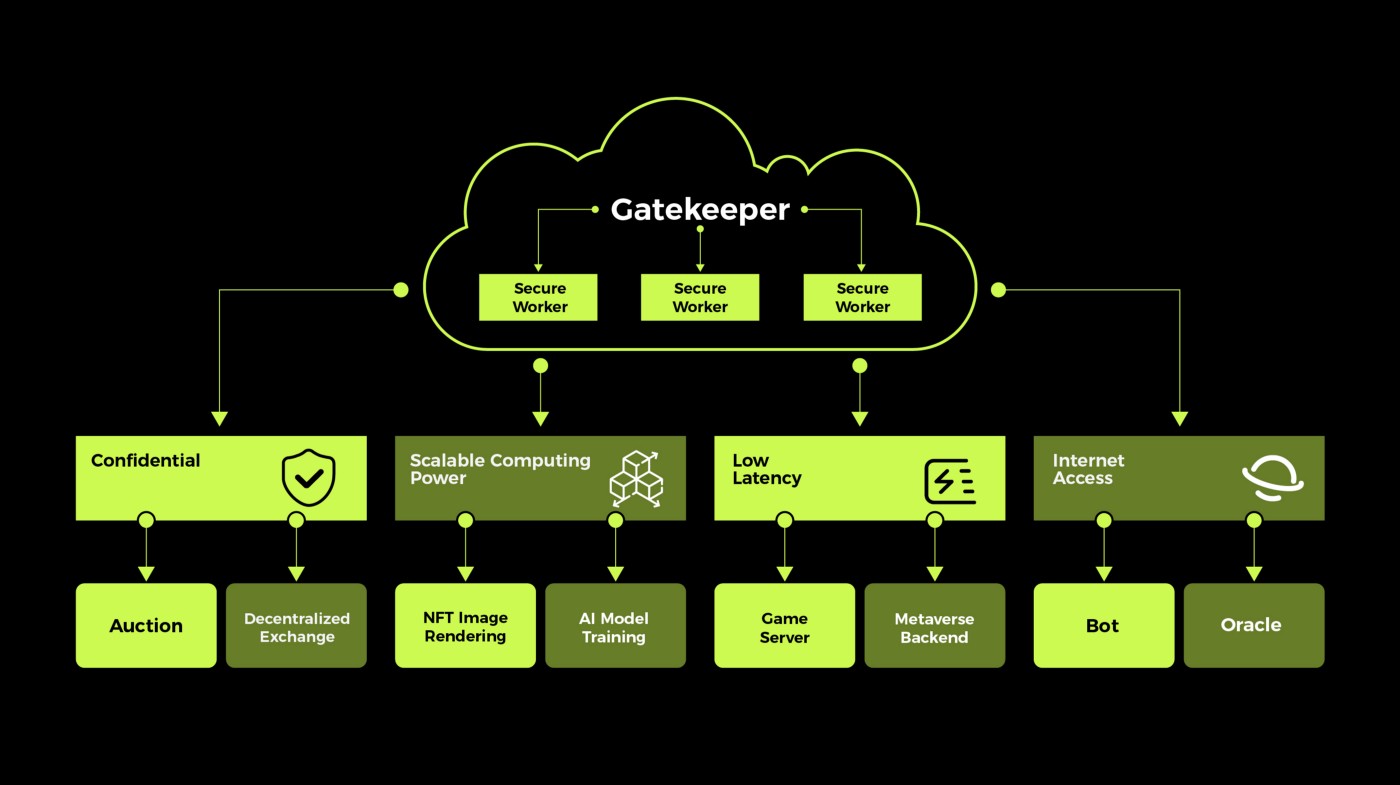 Gatekeeper
Secure
Worker
Secure
Worker
Secure
Worker
Confidential
Scalable Computing
Power
Low
Latency
Internet
Access
Auction
Decentralized
Exchange
NFT Image
Rendering
AI Model
Training
Game
Server
Metaverse
Backend
Bot
Oracle